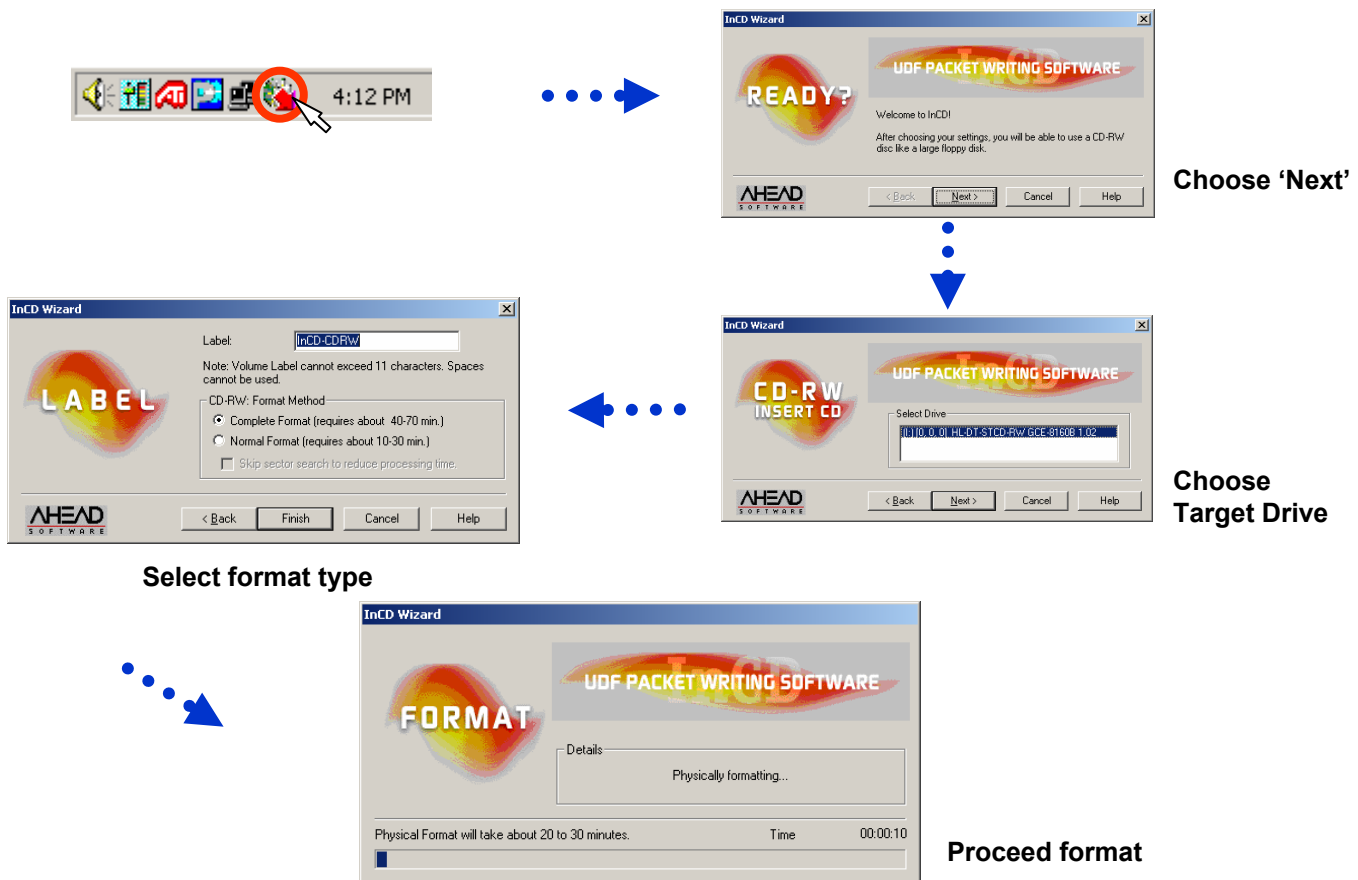 4:12 PM
InCD Wizard
InCD
UDF PACKET WRITING SOFTWARE
READY?
Welcome to InCD!
After choosing your settings, you will be able to use a CD-RW
disc like a large floppy disk.
AHEAD
SOFTWARE
< Back
Next >
Cancel
Help
Choose ‘Next’
InCD Wizard
InCD
UDF PACKET WRITING SOFTWARE
CD-RW
INSERT CD
Select Drive
(I:) [0, 0, 0] HL-DT-STCD-RW GCE-8160B 1.02
AHEAD
SOFTWARE
< Back
Next >
Cancel
Help
Choose
Target Drive
InCD Wizard
Label:
InCD-CDRW
Note: Volume Label cannot exceed 11 characters. Spaces
cannot be used.
LABEL
CD-RW: Format Method
Complete Format (requires about 40-70 min.)
Normal Format (requires about 10-30 min.)
Skip sector search to reduce processing time.
AHEAD
SOFTWARE
< Back
Finish
Cancel
Help
Select format type
InCD Wizard
InCD
UDF PACKET WRITING SOFTWARE
FORMAT
Details
Physically formatting...
Physical Format will take about 20 to 30 minutes.
Time
00:00:10
Proceed format